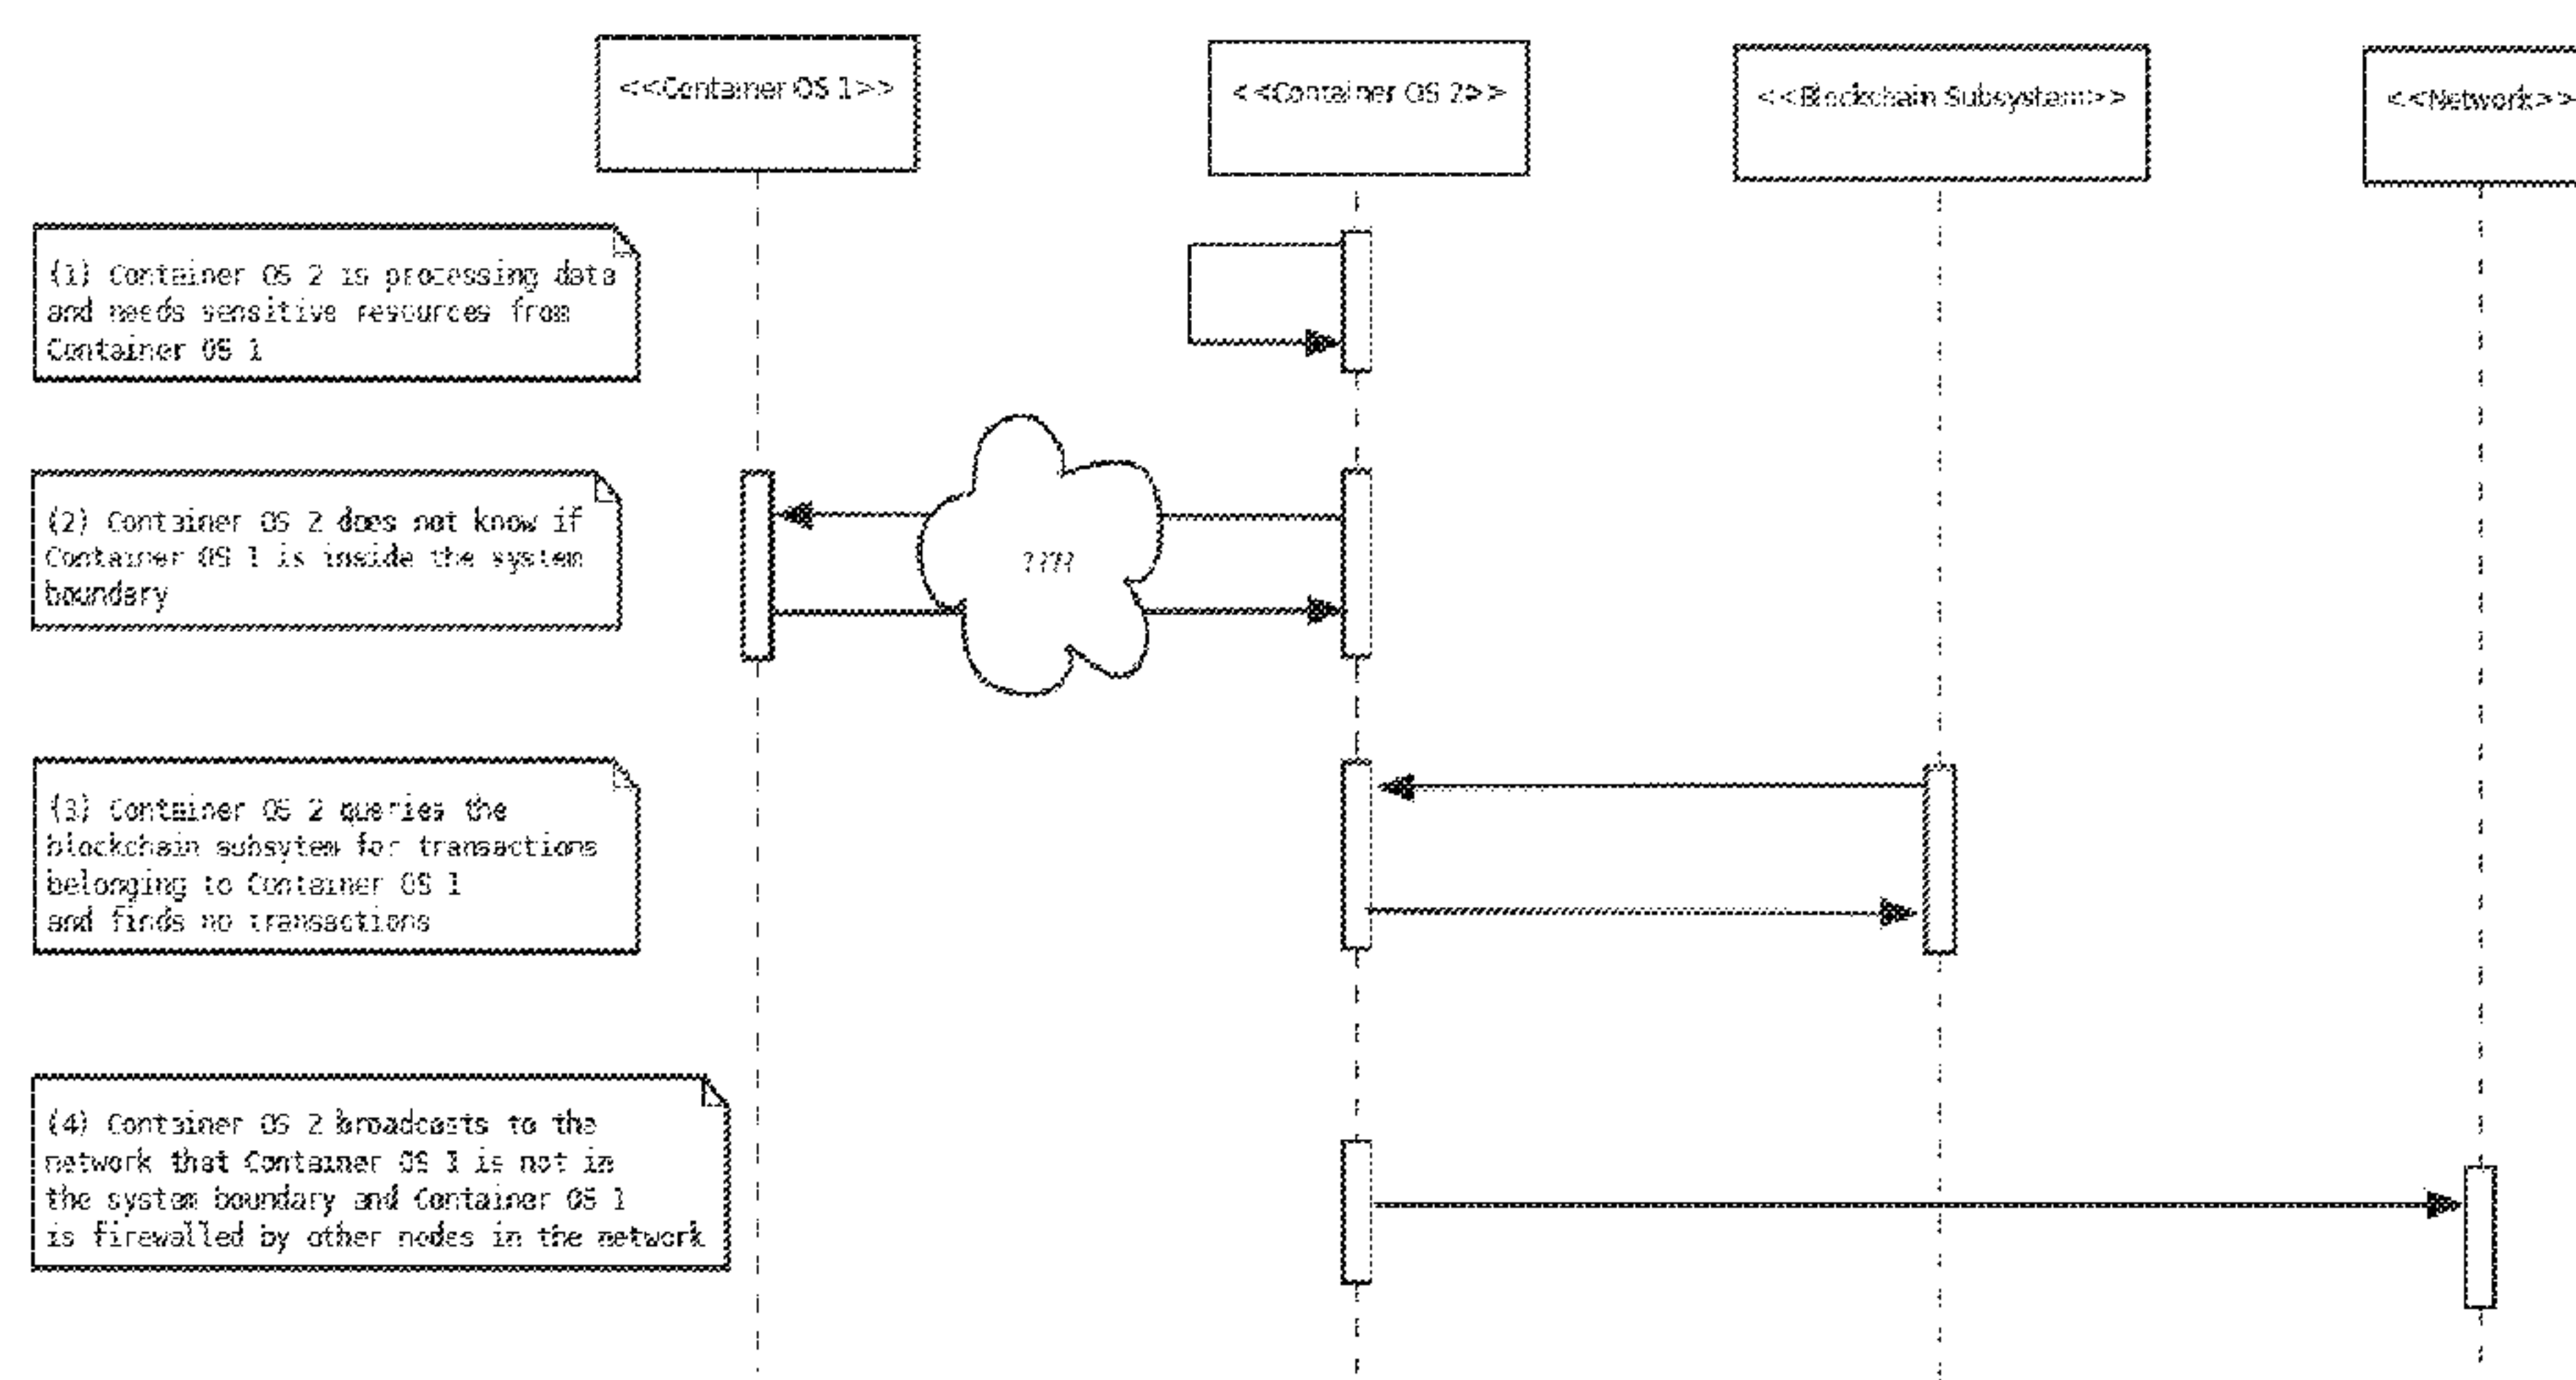 <<Container OS 1>>
<<Container OS 2>>
<<Blockchain Subsystem>>
<<Network>>
(1) Container OS 2 is processing data
and needs sensitive resources from
Container OS 1
(2) Container OS 2 does not know if
Container OS 1 is inside the system
boundary
????
(3) Container OS 2 queries the
blockchain subsytem for transactions
belonging to Container OS 1
and finds no transactions
(4) Container OS 2 broadcasts to the
network that Container OS 1 is not in
the system boundary and Container OS 1
is firewalled by other nodes in the network